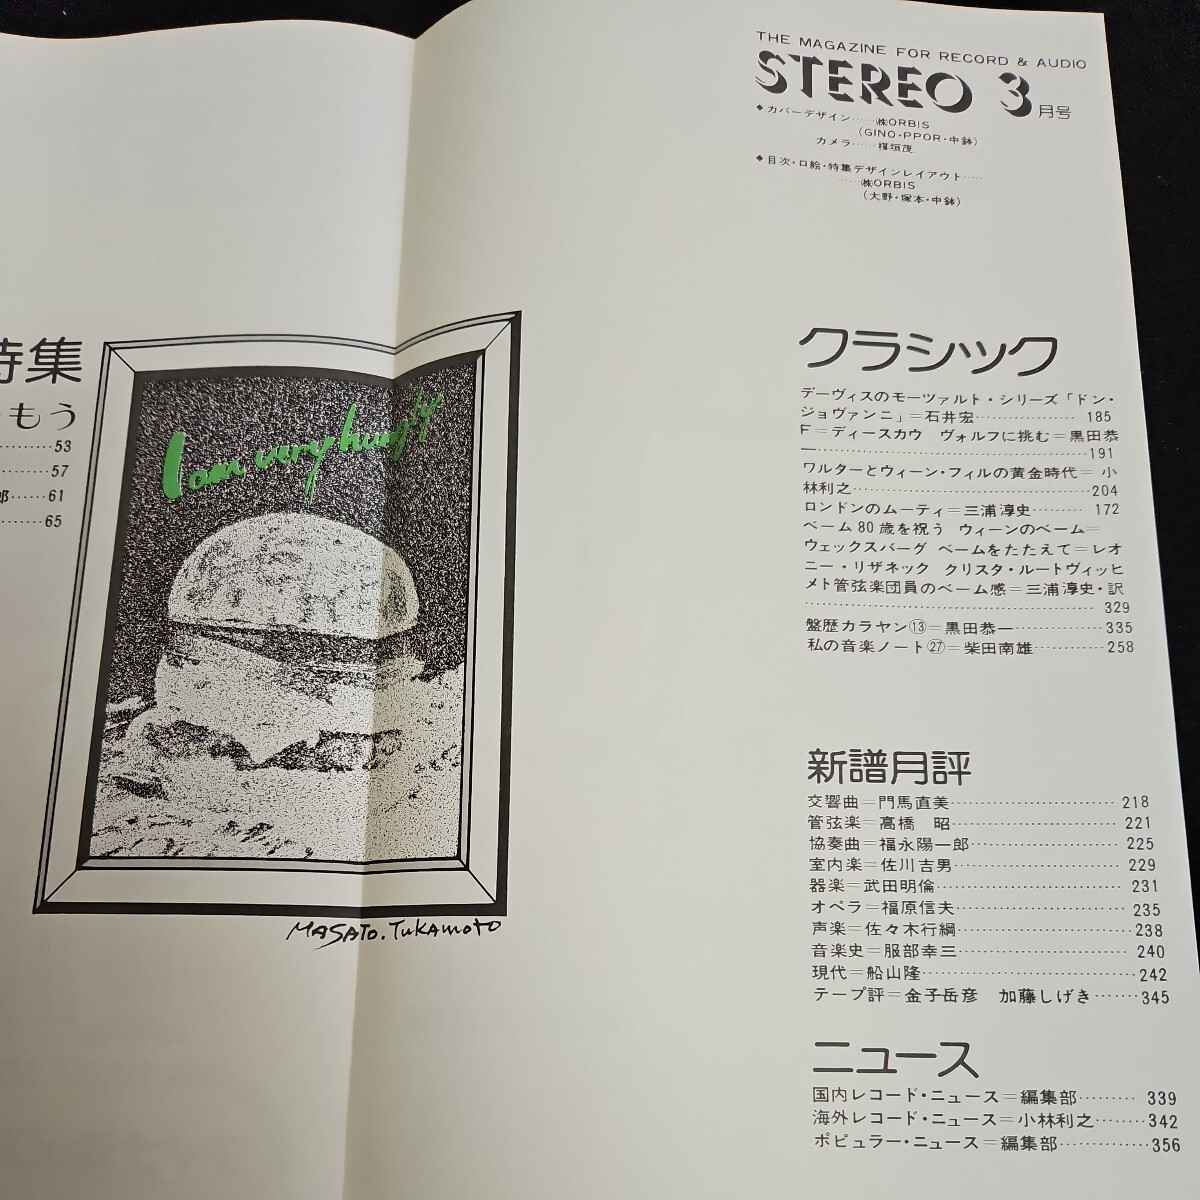 THE MAGAZINE FOR RECORD & AUDIO
STEREO 3月号
◆カバーデザイン……㈱ORBIS
(GINO・PPOR・中鉢)
カメラ……槇垣茂
◆目次・口絵・特集デザインレイアウト……
……㈱ORBIS
(大野・塚本・中鉢)
特集
もう
……53
……57
郎……61
……65
I am very hungry
MASATO.TUKAMOTO
クラシック
デーヴィスのモーツァルト・シリーズ「ドン・
ジョヴァンニ」=石井宏……185
F=ディースカウ ヴォルフに挑む=黒田恭
一……191
ワルターとウィーン・フィルの黄金時代=小
林利之……204
ロンドンのムーティ=三浦淳史……172
ベーム80歳を祝う ウィーンのベーム=
ウェックスバーグ ベームをたたえて=レオ
ニー・リザネック クリスタ・ルートヴィッヒ
メト管弦楽団員のベーム感=三浦淳史・訳
……329
盤歴カラヤン⑬=黒田恭一……335
私の音楽ノート㉗=柴田南雄……258
新譜月評
交響曲=門馬直美……218
管弦楽=高橋 昭……221
協奏曲=福永陽一郎……225
室内楽=佐川吉男……229
器楽=武田明倫……231
オペラ=福原信夫……235
声楽=佐々木行綱……238
音楽史=服部幸三……240
現代=船山隆……242
テープ評=金子岳彦 加藤しげき……345
ニュース
国内レコード・ニュース=編集部……339
海外レコード・ニュース=小林利之……342
ポピュラー・ニュース=編集部……356